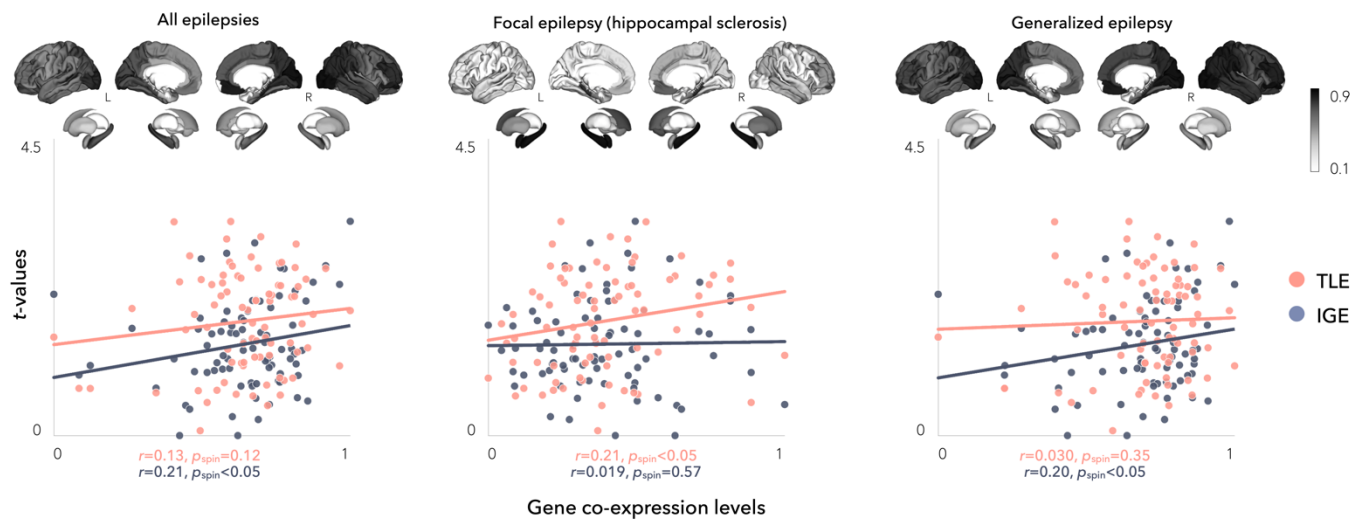 All epilepsies
Focal epilepsy (hippocampal sclerosis)
Generalized epilepsy
L R
L R
L R
0.9
0.1
4.5
4.5
4.5
t-values
TLE
IGE
0
0
0
0 1
0 1
0 1
r=0.13, pspin=0.12
r=0.21, pspin<0.05
r=0.21, pspin<0.05
r=0.019, pspin=0.57
r=0.030, pspin=0.35
r=0.20, pspin<0.05
Gene co-expression levels